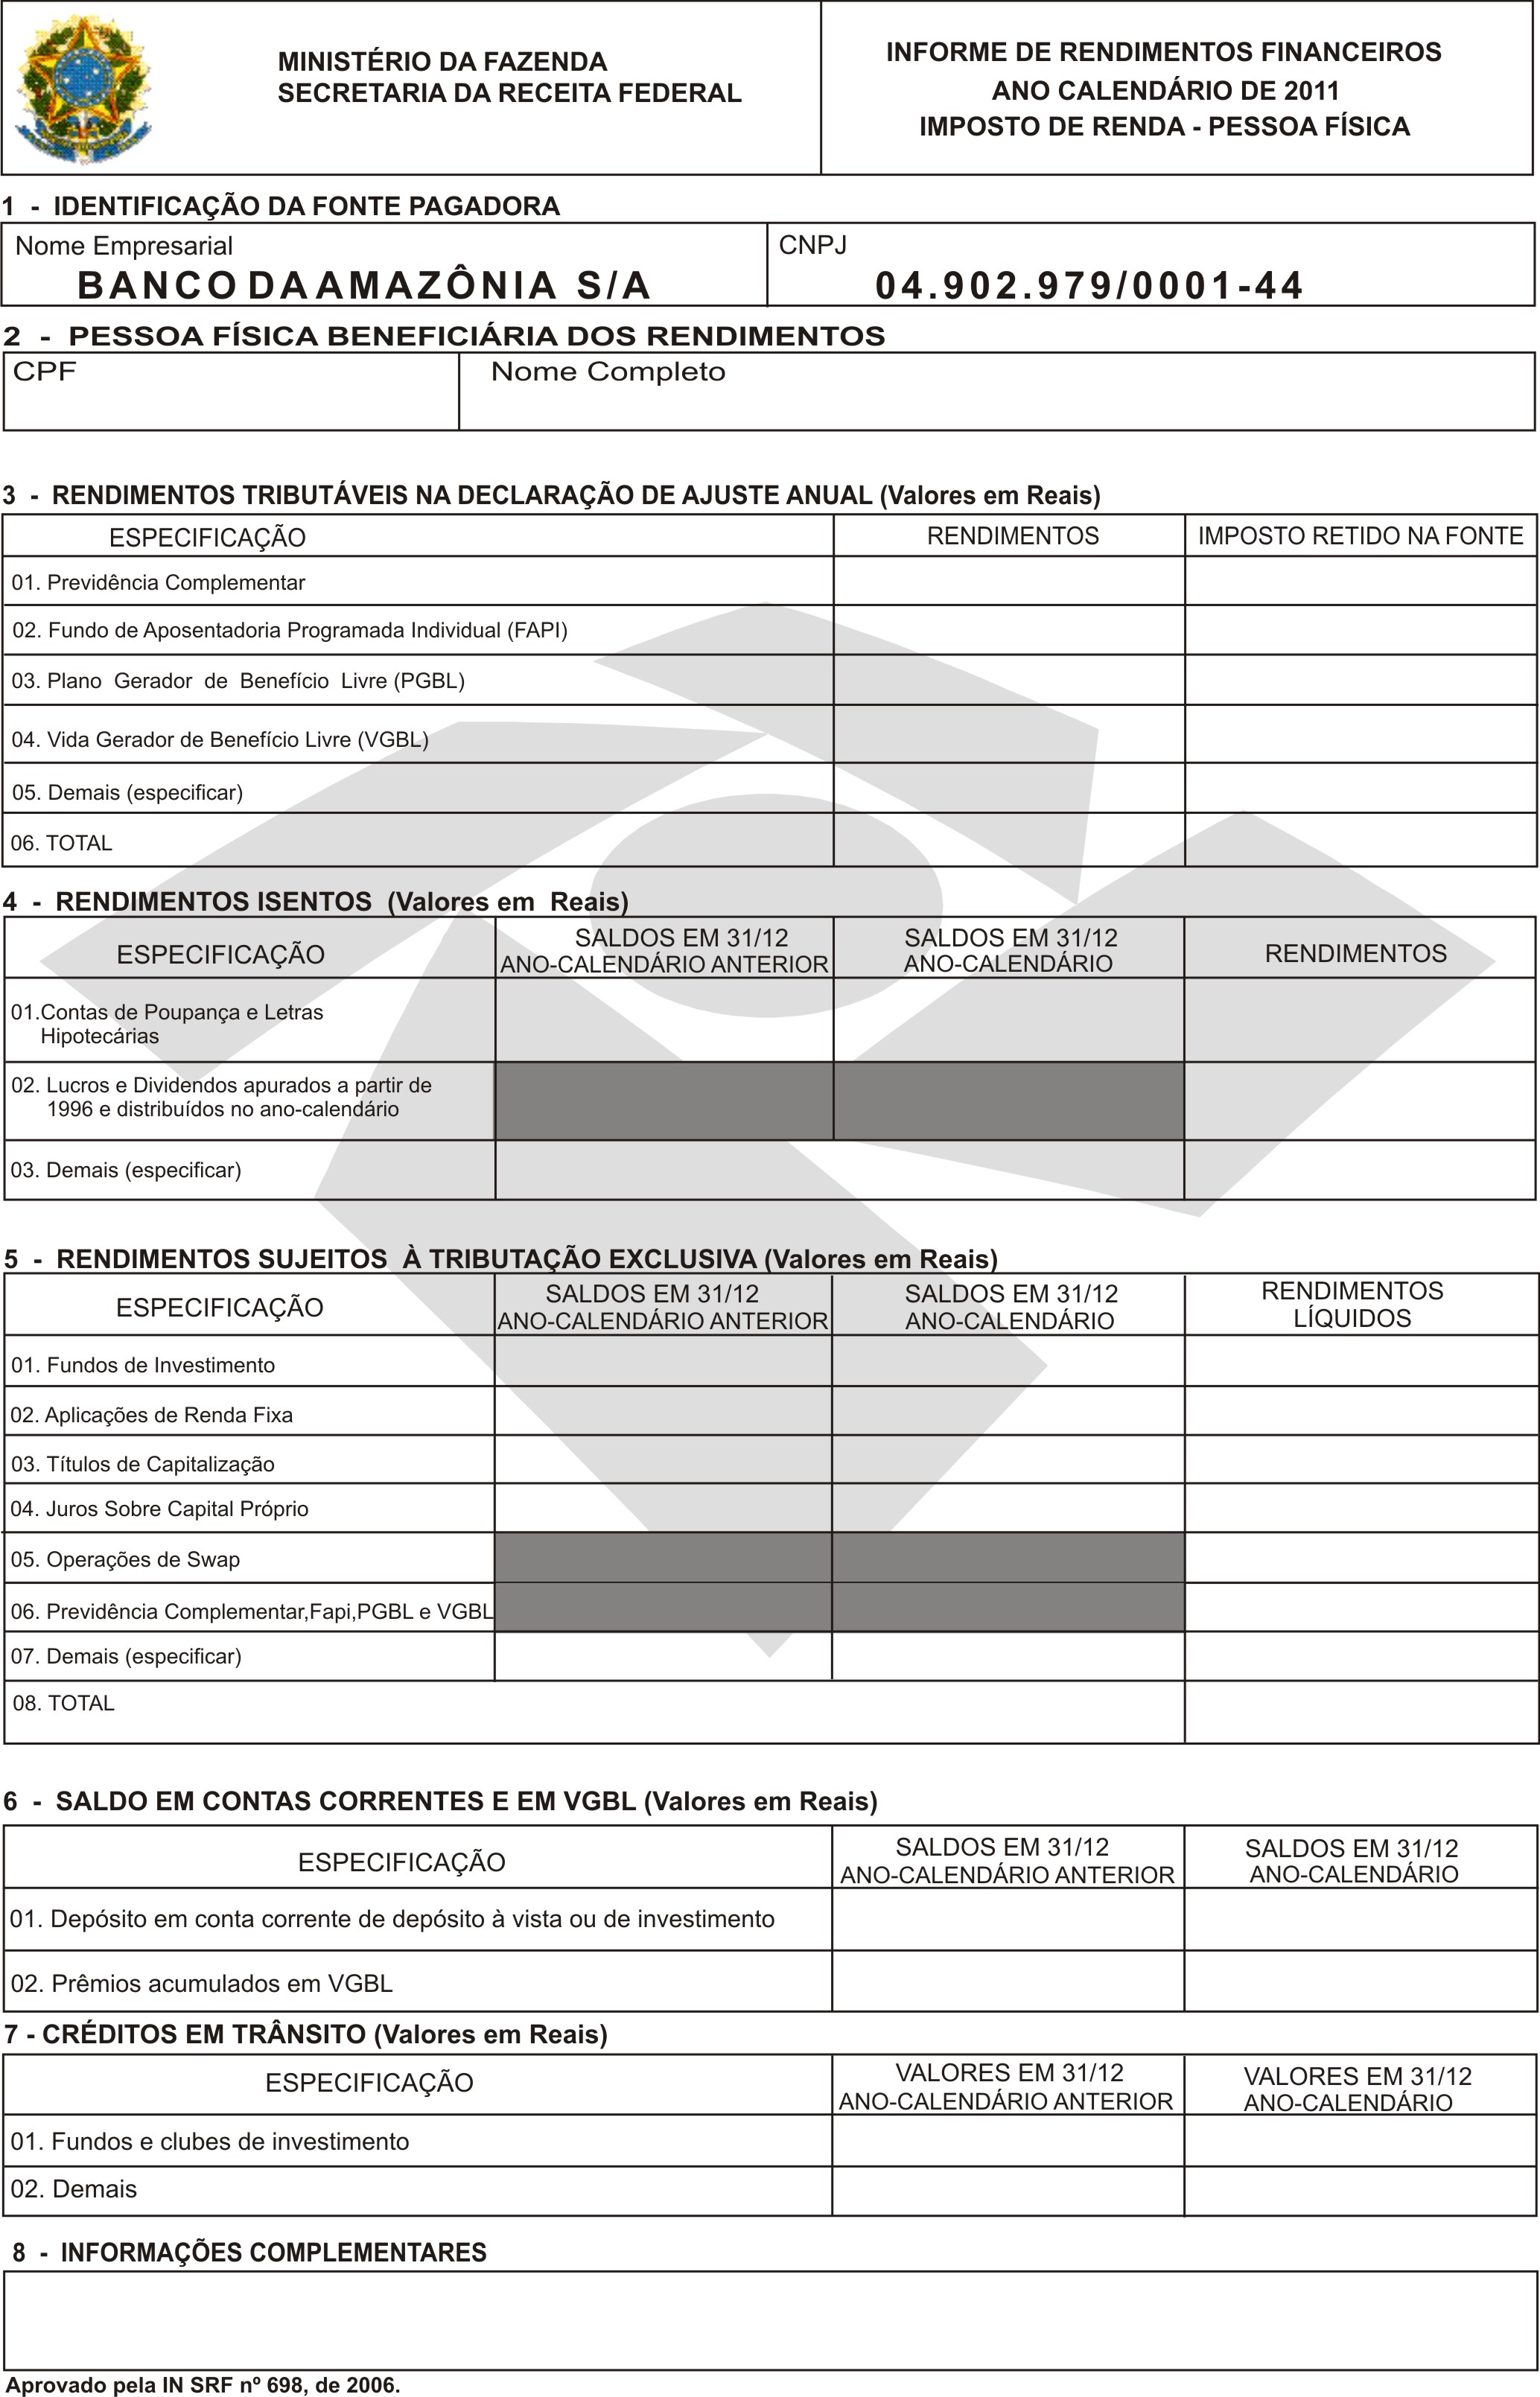 MINISTÉRIO DA FAZENDA
SECRETARIA DA RECEITA FEDERAL
INFORME DE RENDIMENTOS FINANCEIROS
ANO CALENDÁRIO DE 2011
IMPOSTO DE RENDA - PESSOA FÍSICA
1 - IDENTIFICAÇÃO DA FONTE PAGADORA
Nome Empresarial
BANCO DA AMAZÔNIA S/A
CNPJ
04.902.979/0001-44
2 - PESSOA FÍSICA BENEFICIÁRIA DOS RENDIMENTOS
CPF
Nome Completo
3 - RENDIMENTOS TRIBUTÁVEIS NA DECLARAÇÃO DE AJUSTE ANUAL (Valores em Reais)
ESPECIFICAÇÃO
RENDIMENTOS
IMPOSTO RETIDO NA FONTE
01. Previdência Complementar
02. Fundo de Aposentadoria Programada Individual (FAPI)
03. Plano Gerador de Benefício Livre (PGBL)
04. Vida Gerador de Benefício Livre (VGBL)
05. Demais (especificar)
06. TOTAL
4 - RENDIMENTOS ISENTOS (Valores em Reais)
ESPECIFICAÇÃO
SALDOS EM 31/12
ANO-CALENDÁRIO ANTERIOR
SALDOS EM 31/12
ANO-CALENDÁRIO
RENDIMENTOS
01.Contas de Poupança e Letras
Hipotecárias
02. Lucros e Dividendos apurados a partir de
1996 e distribuídos no ano-calendário
03. Demais (especificar)
5 - RENDIMENTOS SUJEITOS À TRIBUTAÇÃO EXCLUSIVA (Valores em Reais)
ESPECIFICAÇÃO
SALDOS EM 31/12
ANO-CALENDÁRIO ANTERIOR
SALDOS EM 31/12
ANO-CALENDÁRIO
RENDIMENTOS
LÍQUIDOS
01. Fundos de Investimento
02. Aplicações de Renda Fixa
03. Títulos de Capitalização
04. Juros Sobre Capital Próprio
05. Operações de Swap
06. Previdência Complementar,Fapi,PGBL e VGBL
07. Demais (especificar)
08. TOTAL
6 - SALDO EM CONTAS CORRENTES E EM VGBL (Valores em Reais)
ESPECIFICAÇÃO
SALDOS EM 31/12
ANO-CALENDÁRIO ANTERIOR
SALDOS EM 31/12
ANO-CALENDÁRIO
01. Depósito em conta corrente de depósito à vista ou de investimento
02. Prêmios acumulados em VGBL
7 - CRÉDITOS EM TRÂNSITO (Valores em Reais)
ESPECIFICAÇÃO
VALORES EM 31/12
ANO-CALENDÁRIO ANTERIOR
VALORES EM 31/12
ANO-CALENDÁRIO
01. Fundos e clubes de investimento
02. Demais
8 - INFORMAÇÕES COMPLEMENTARES
Aprovado pela IN SRF nº 698, de 2006.